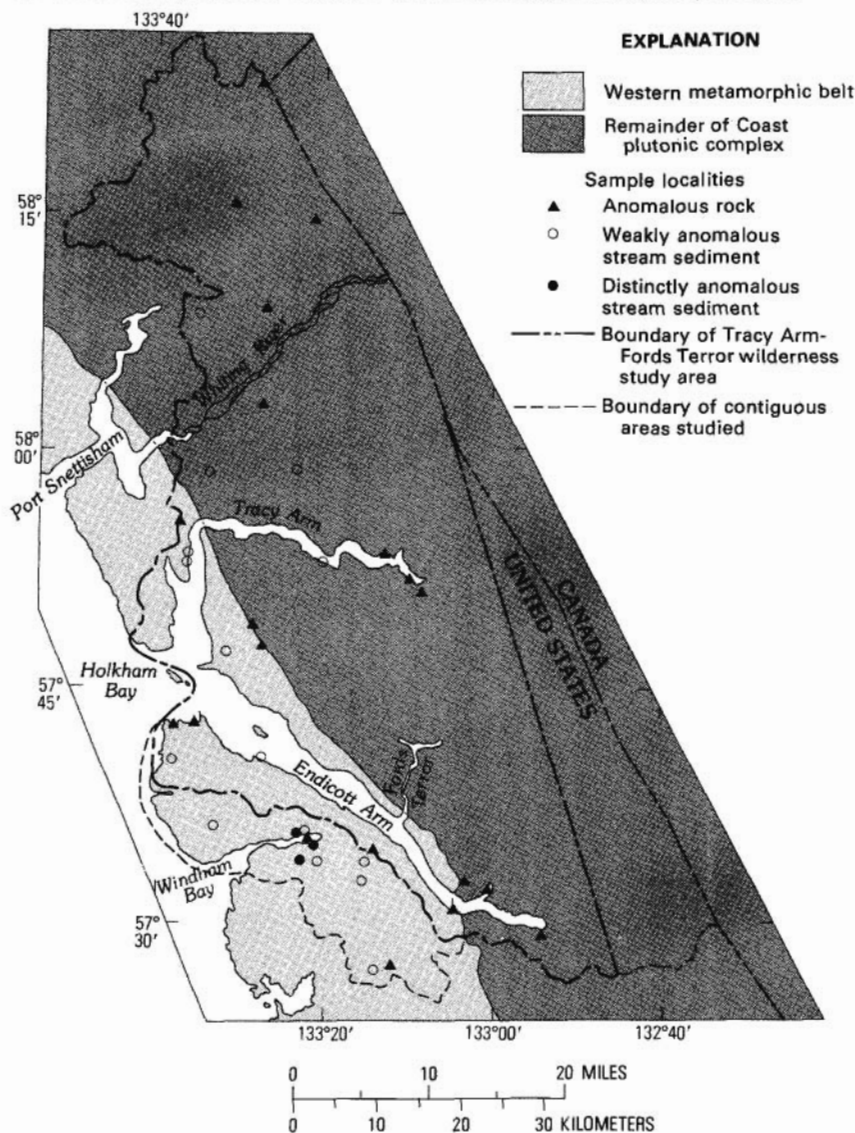 133°40'
EXPLANATION
Western metamorphic belt
Remainder of Coast
plutonic complex
Sample localities
Anomalous rock
Weakly anomalous
stream sediment
Distinctly anomalous
stream sediment
Boundary of Tracy Arm-
Fords Terror wilderness
study area
Boundary of contiguous
areas studied
58°
15'
Whiting River
58°
00'
Port Snettisham
Tracy Arm
CANADA
UNITED STATES
Holkham
Bay
57°
45'
Endicott Arm
Fords
Terror
Windham
Bay
57°
30'
133°20'
133°00'
132°40'
0 10 20 MILES
0 10 20 30 KILOMETERS